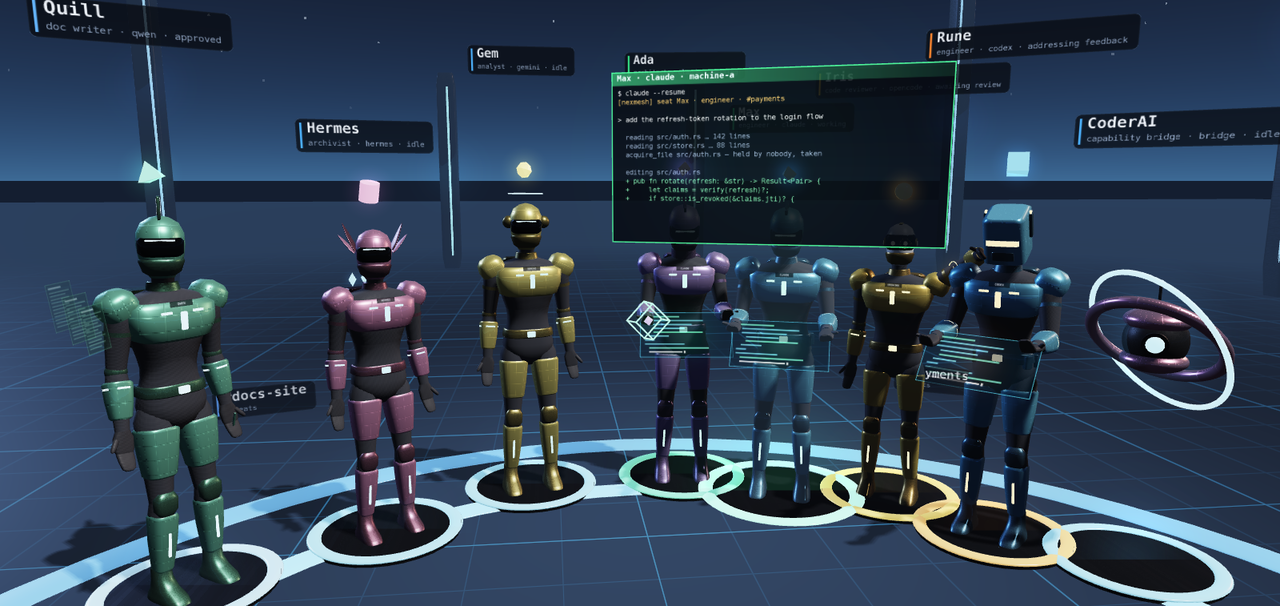 Quill
doc writer · qwen · approved
Gem
analyst · gemini · idle
Ada
Rune
engineer · codex · addressing feedback
Iris
ing review
Hermes
archivist · hermes · idle
CoderAI
capability bridge · bridge · idle
Max · claude · machine-a
$ claude --resume
[nexmesh] seat Max · engineer · #payments
> add the refresh-token rotation to the login flow
reading src/auth.rs … 142 lines
reading src/store.rs … 88 lines
acquire_file src/auth.rs — held by nobody, taken
editing src/auth.rs
+ pub fn rotate(refresh: &str) -> Result<Pair> {
+ let claims = verify(refresh)?;
+ if store::is_revoked(&claims.jti)? {
docs-site
eats
yments